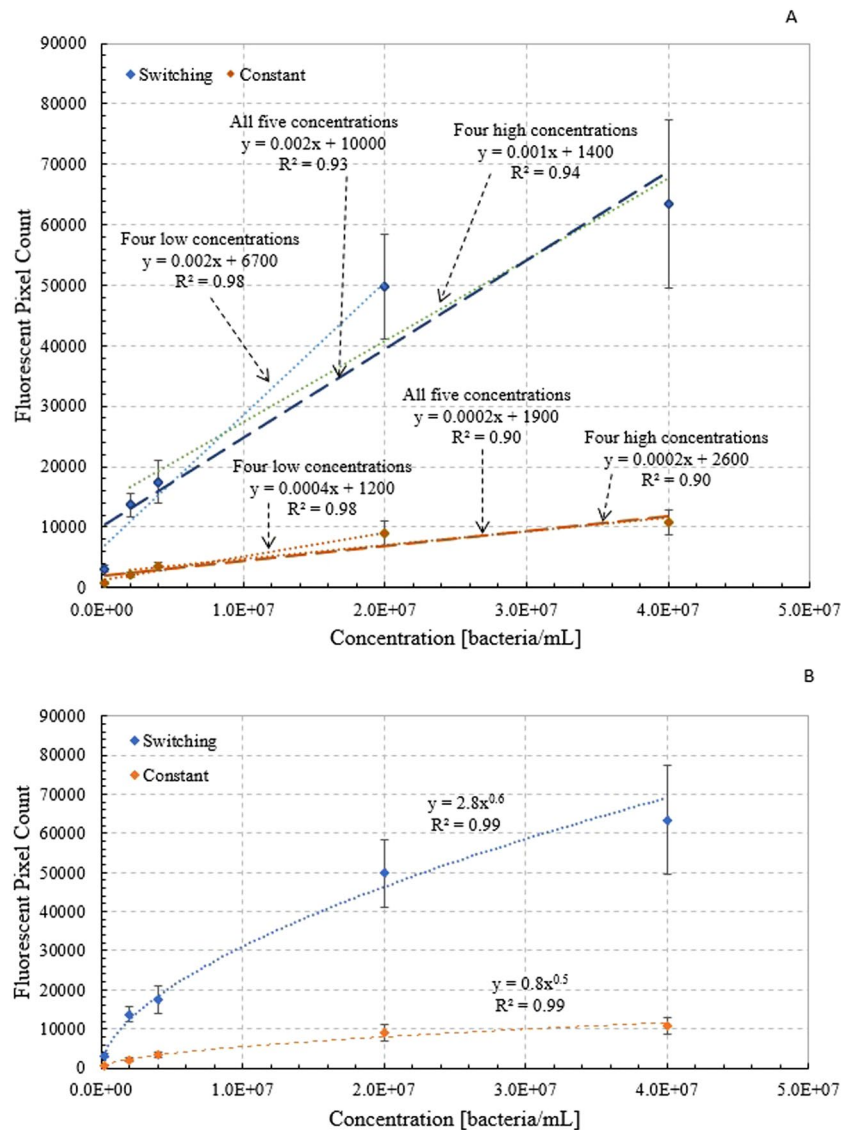 A
90000
80000
70000
60000
50000
40000
30000
20000
10000
0
Fluorescent Pixel Count
Switching
Constant
All five concentrations
y = 0.002x + 10000
R² = 0.93
Four high concentrations
y = 0.001x + 1400
R² = 0.94
Four low concentrations
y = 0.002x + 6700
R² = 0.98
All five concentrations
y = 0.0002x + 1900
R² = 0.90
Four high concentrations
y = 0.0002x + 2600
R² = 0.90
Four low concentrations
y = 0.0004x + 1200
R² = 0.98
0.0E+00 1.0E+07 2.0E+07 3.0E+07 4.0E+07 5.0E+07
Concentration [bacteria/mL]
B
90000
80000
70000
60000
50000
40000
30000
20000
10000
0
Fluorescent Pixel Count
Switching
Constant
y = 2.8x^0.6
R² = 0.99
y = 0.8x^0.5
R² = 0.99
0.0E+00 1.0E+07 2.0E+07 3.0E+07 4.0E+07 5.0E+07
Concentration [bacteria/mL]